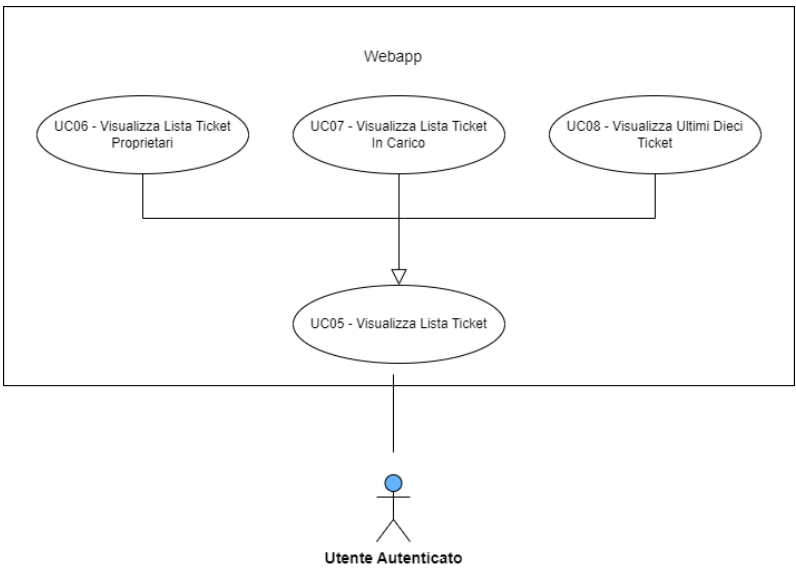 Webapp
UC06 - Visualizza Lista Ticket
Proprietari
UC07 - Visualizza Lista Ticket
In Carico
UC08 - Visualizza Ultimi Dieci
Ticket
UC05 - Visualizza Lista Ticket
Utente Autenticato